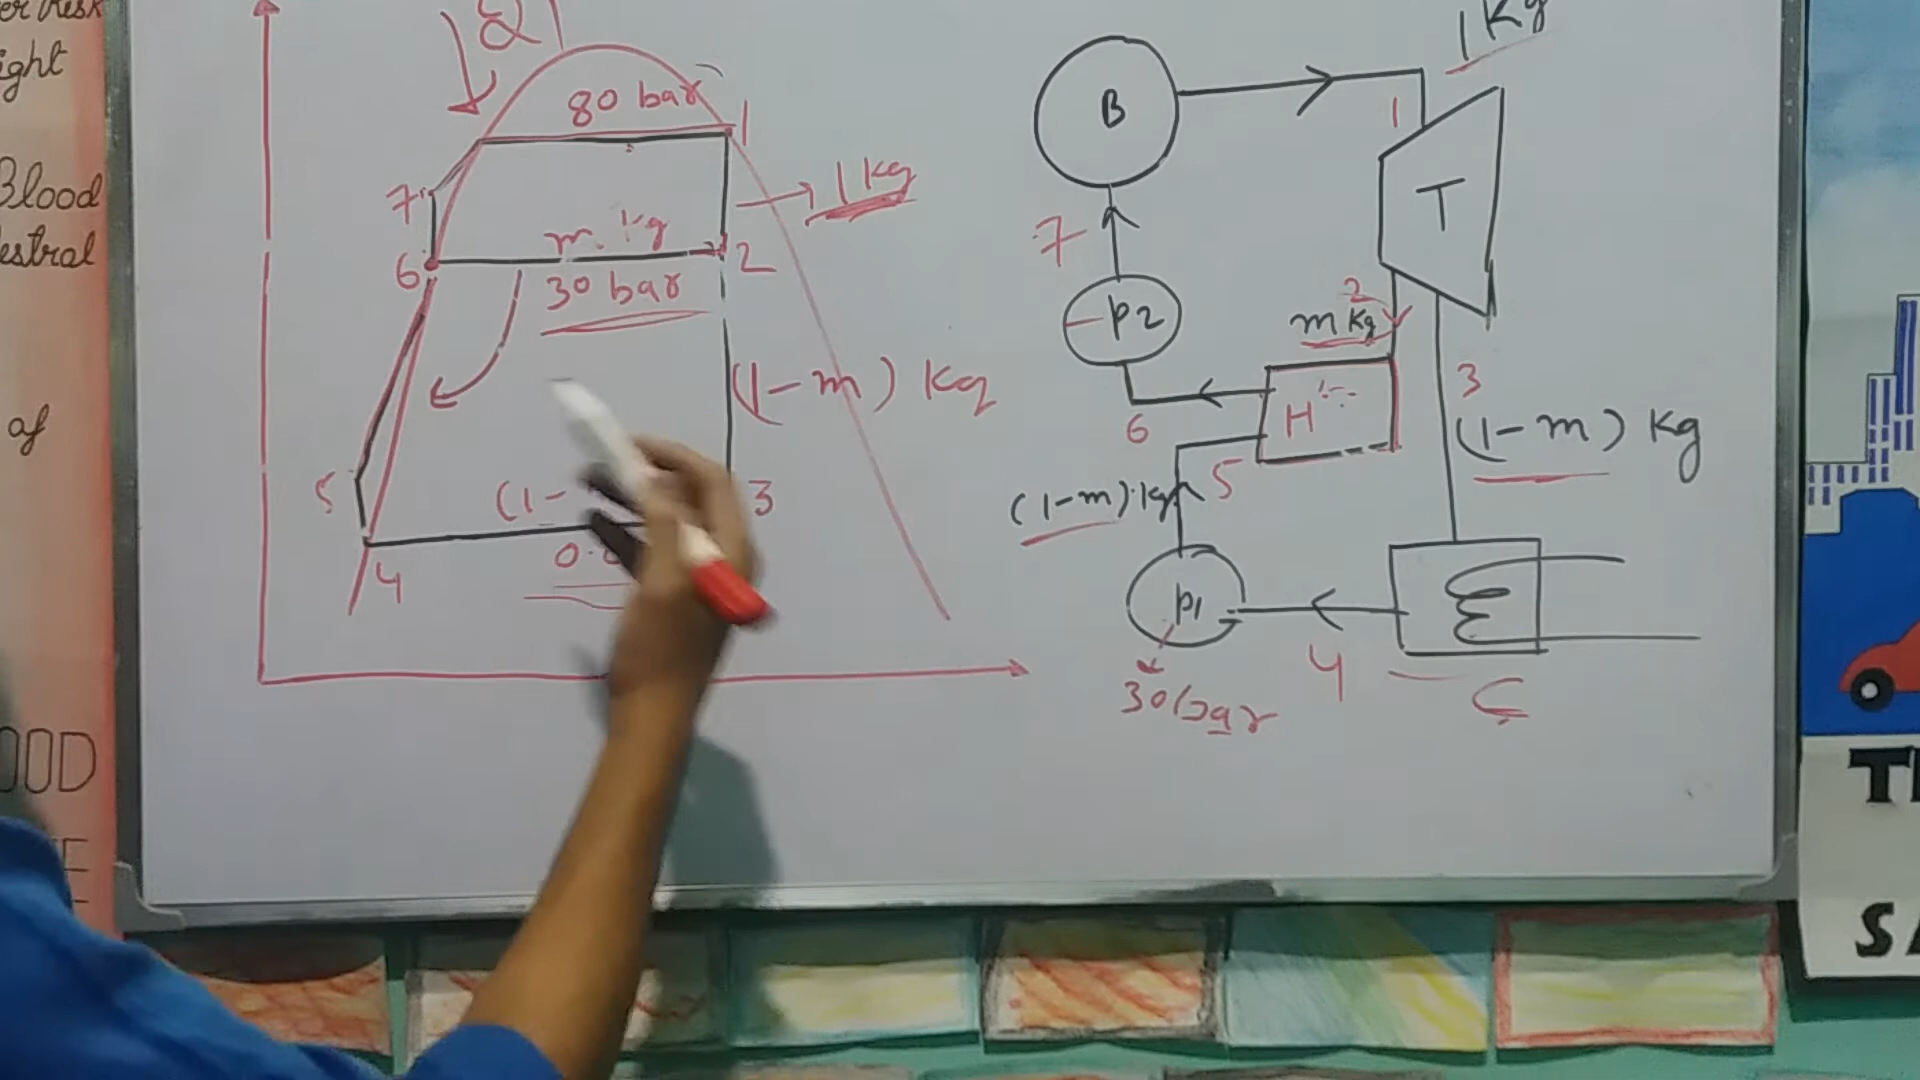 ight
Blood
estral
of
OOD
Q
80 bar
1
1 kg
7
m kg
2
6
30 bar
(1-m) Kg
5
(1-
3
4
1 Kg
B
1
T
7
P2
2
m Kg
3
H
6
(1-m) Kg
5
(1-m) kg
P1
4
30 bar
C